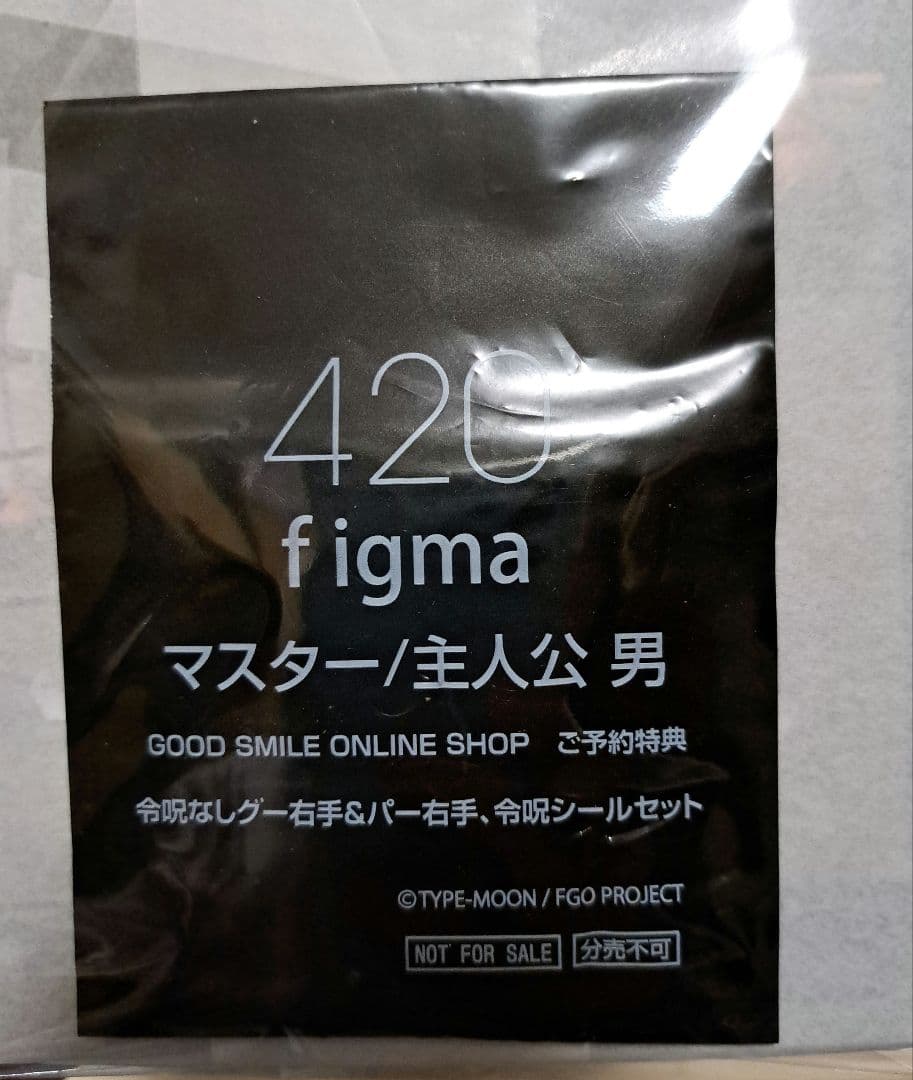 420
figma
マスター/主人公 男
GOOD SMILE ONLINE SHOP ご予約特典
令呪なしグー右手&パー右手、令呪シールセット
©TYPE-MOON / FGO PROJECT
NOT FOR SALE 分売不可